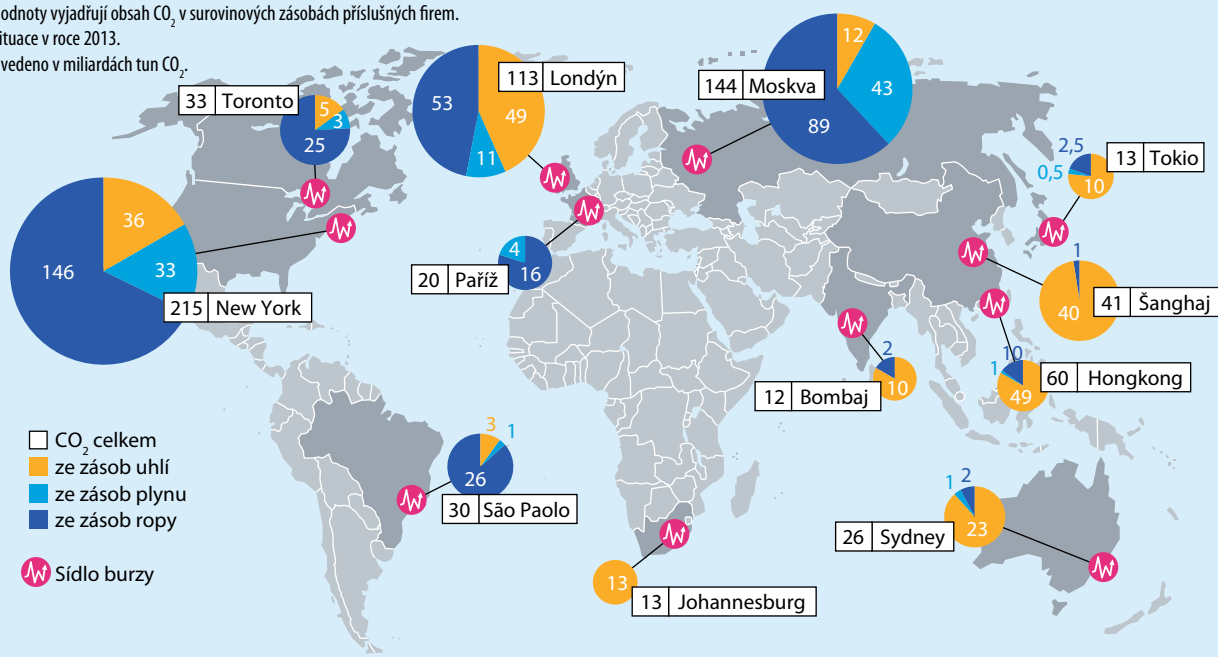 odnoty vyjadřují obsah CO₂ v surovinových zásobách příslušných firem.
ituace v roce 2013.
vedeno v miliardách tun CO₂.
33 Toronto
5
3
25
113 Londýn
53
49
11
144 Moskva
12
43
89
2,5
0,5
10
13 Tokio
36
33
146
215 New York
4
16
20 Paříž
1
40
41 Šanghaj
2
10
12 Bombaj
10
1
49
60 Hongkong
3
1
26
30 São Paolo
1
2
23
26 Sydney
13
13 Johannesburg
CO₂ celkem
ze zásob uhlí
ze zásob plynu
ze zásob ropy
Sídlo burzy